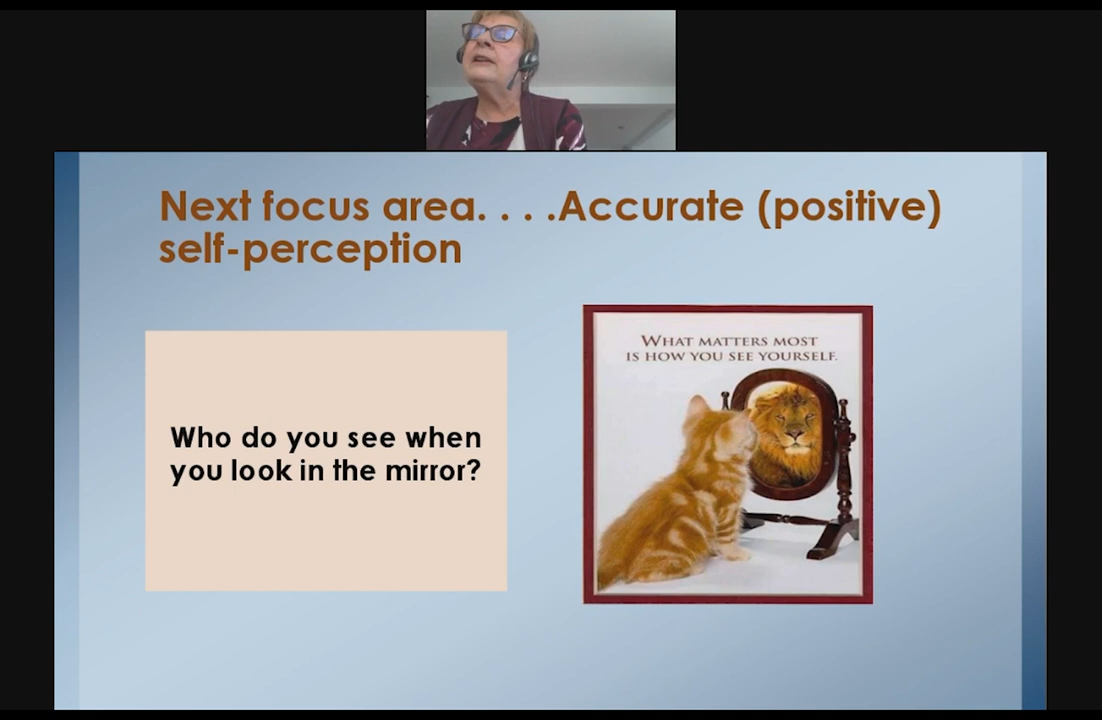 Next focus area. . . .Accurate (positive)
self-perception
Who do you see when
you look in the mirror?
WHAT MATTERS MOST
IS HOW YOU SEE YOURSELF.